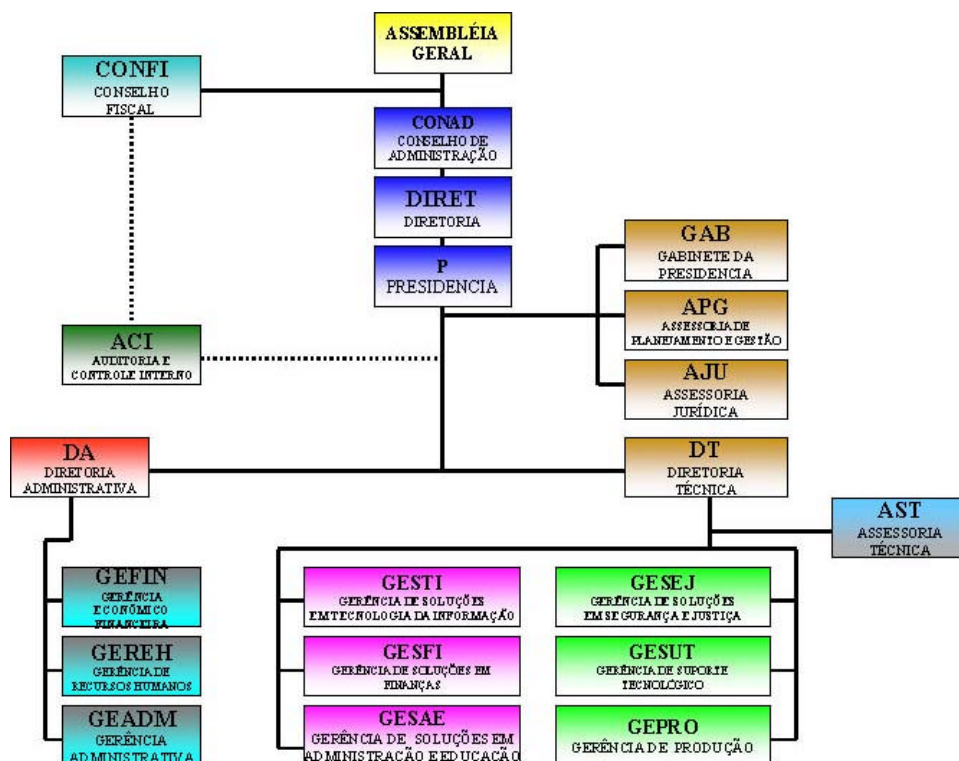 ASSEMBLÉIA
GERAL
CONFI
CONSELHO
FISCAL
CONAD
CONSELHO DE
ADMINISTRAÇÃO
DIRET
DIRETORIA
P
PRESIDENCIA
GAB
GABINETE DA
PRESIDENCIA
APG
ASSESSORIA DE
PLANEJAMENTO E GESTÃO
AJU
ASSESSORIA
JURÍDICA
ACI
AUDITORIA E
CONTROLE INTERNO
DA
DIRETORIA
ADMINISTRATIVA
DT
DIRETORIA
TÉCNICA
AST
ASSESSORIA
TÉCNICA
GEFIN
GERÊNCIA
ECONÔMICO
FINANCEIRA
GEREH
GERÊNCIA DE
RECURSOS HUMANOS
GEADM
GERÊNCIA
ADMINISTRATIVA
GESTI
GERÊNCIA DE SOLUÇÕES
EM TECNOLOGIA DA INFORMAÇÃO
GESFI
GERÊNCIA DE SOLUÇÕES EM
FINANÇAS
GESAE
GERÊNCIA DE SOLUÇÕES EM
ADMINISTRAÇÃO E EDUCAÇÃO
GESEJ
GERÊNCIA DE SOLUÇÕES
EM SEGURANÇA E JUSTIÇA
GESUT
GERÊNCIA DE SUPORTE
TECNOLÓGICO
GEPRO
GERÊNCIA DE PRODUÇÃO